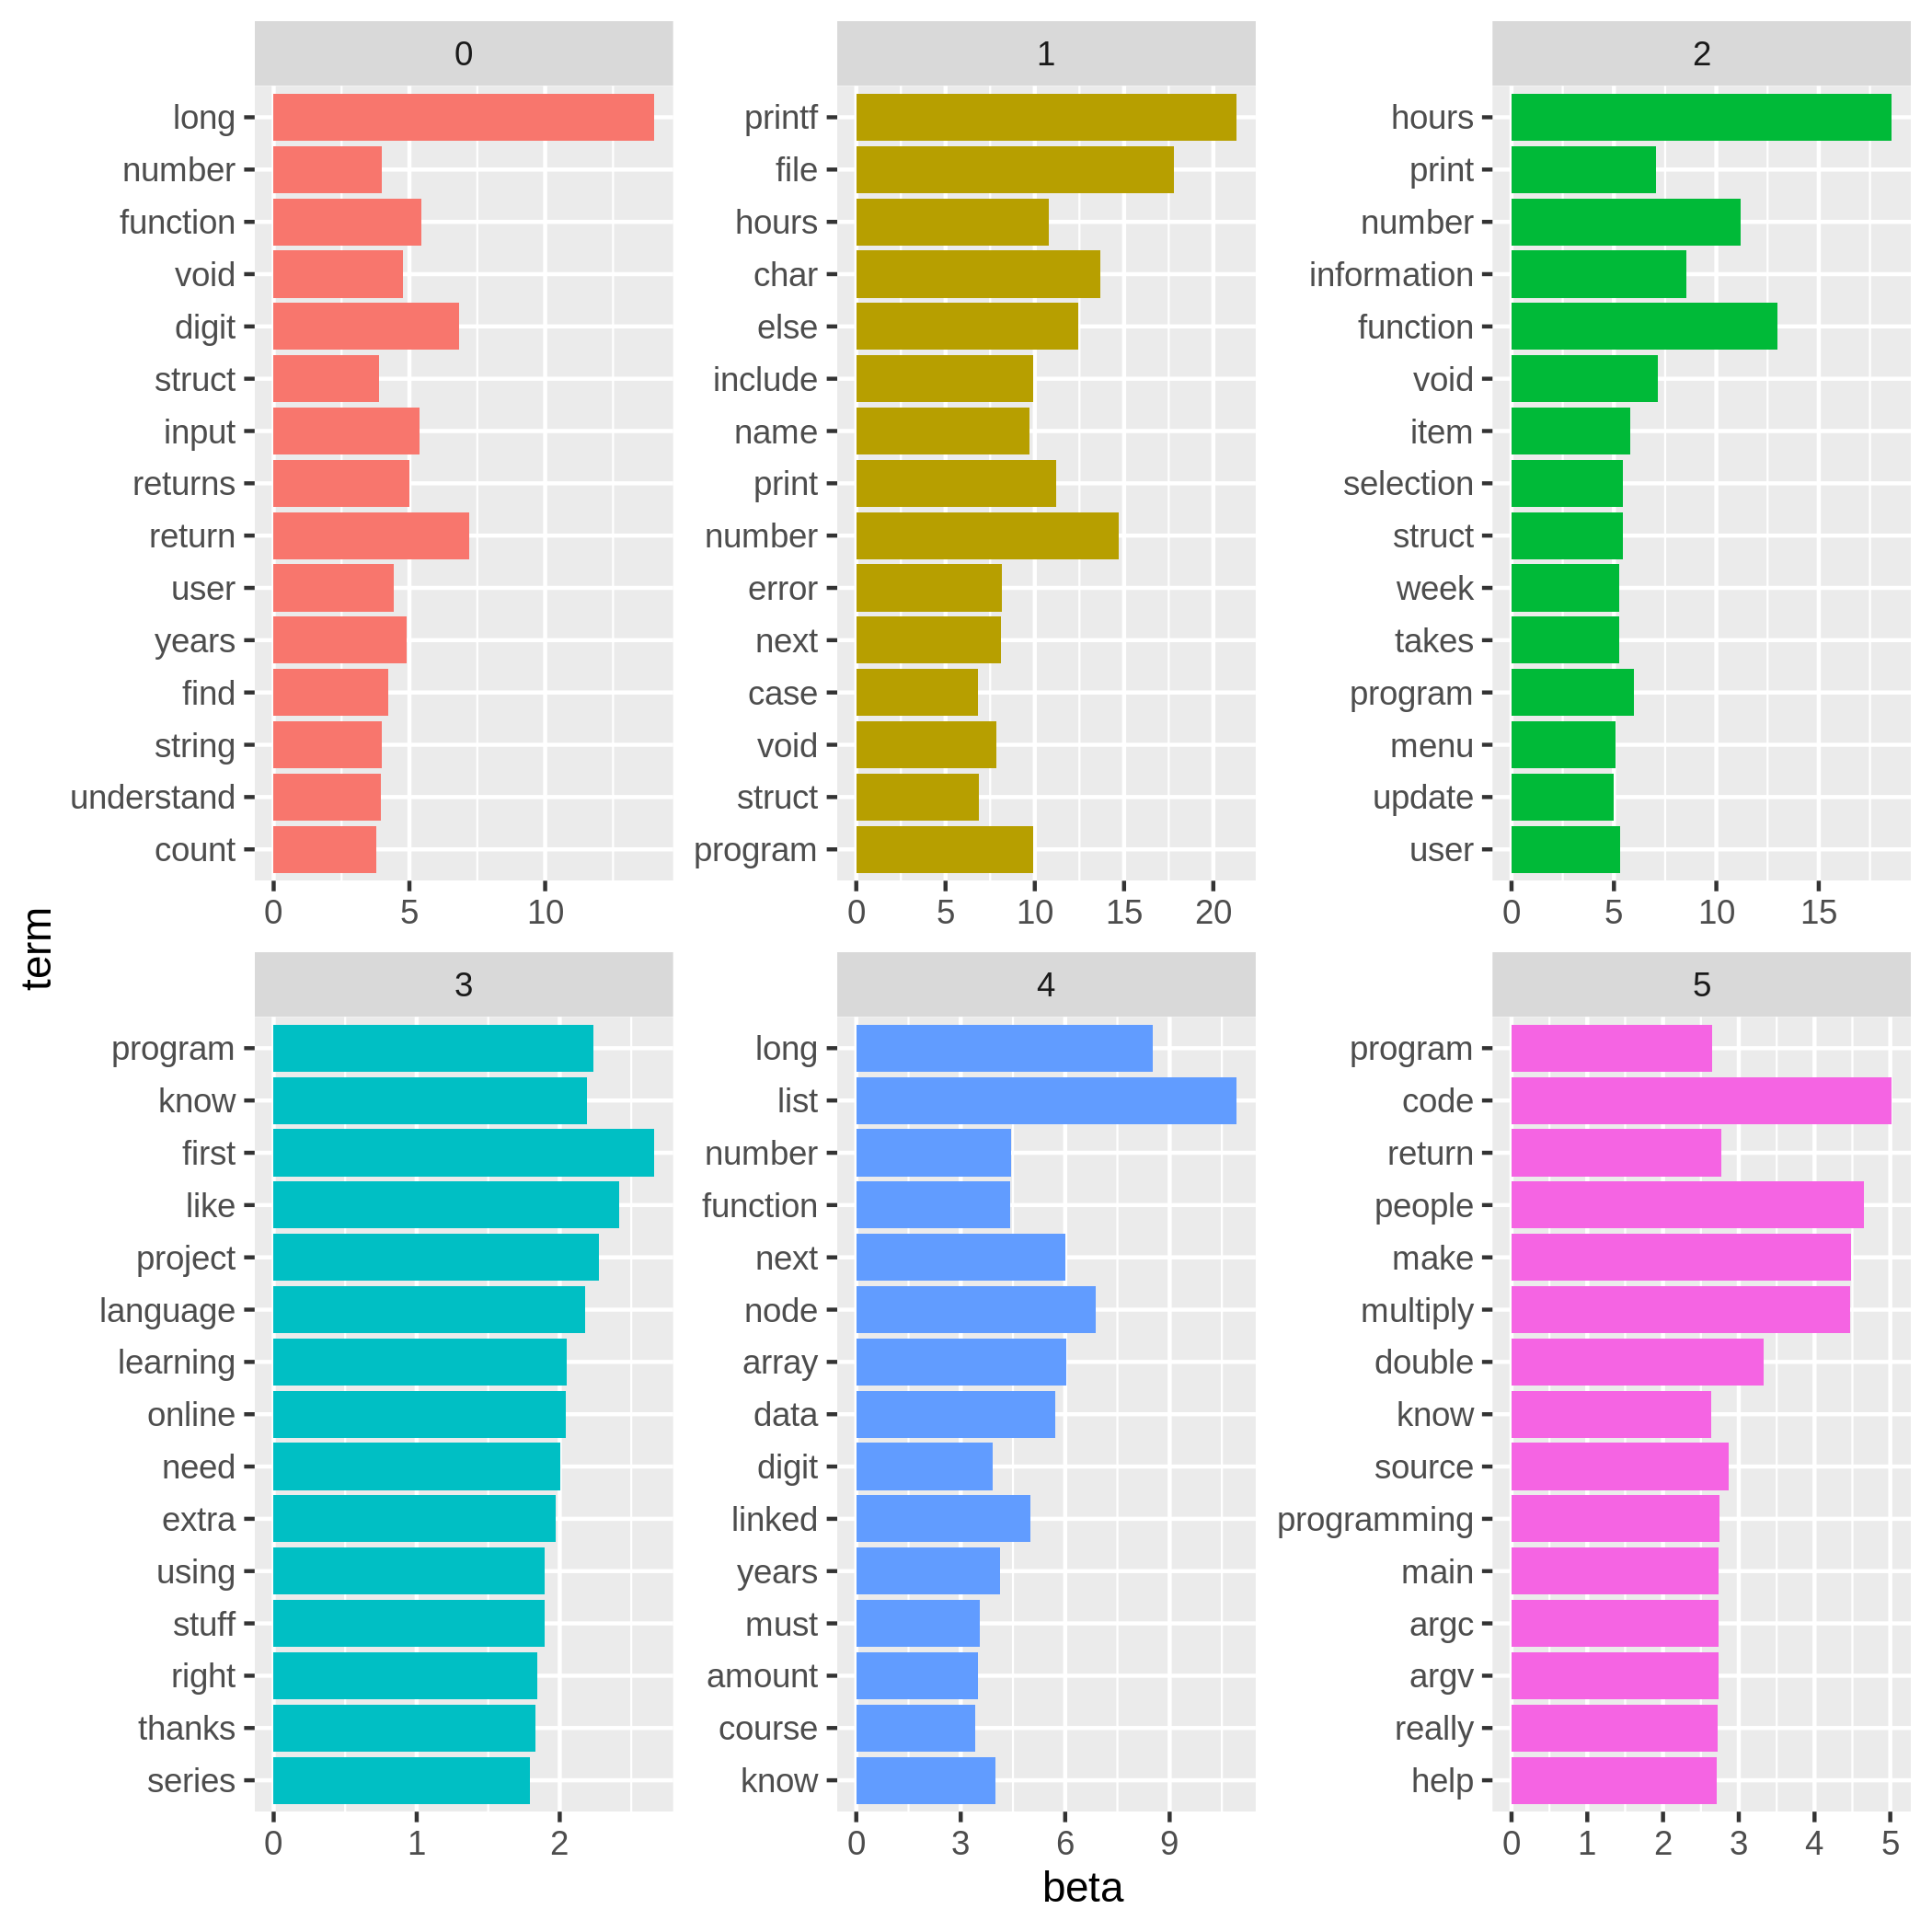 0
long
number
function
void
digit
struct
input
returns
return
user
years
find
string
understand
count
0 5 10
1
printf
file
hours
char
else
include
name
print
number
error
next
case
void
struct
program
0 5 10 15 20
2
hours
print
number
information
function
void
item
selection
struct
week
takes
program
menu
update
user
0 5 10 15
term
3
program
know
first
like
project
language
learning
online
need
extra
using
stuff
right
thanks
series
0 1 2
4
long
list
number
function
next
node
array
data
digit
linked
years
must
amount
course
know
0 3 6 9
5
program
code
return
people
make
multiply
double
know
source
programming
main
argc
argv
really
help
0 1 2 3 4 5
beta